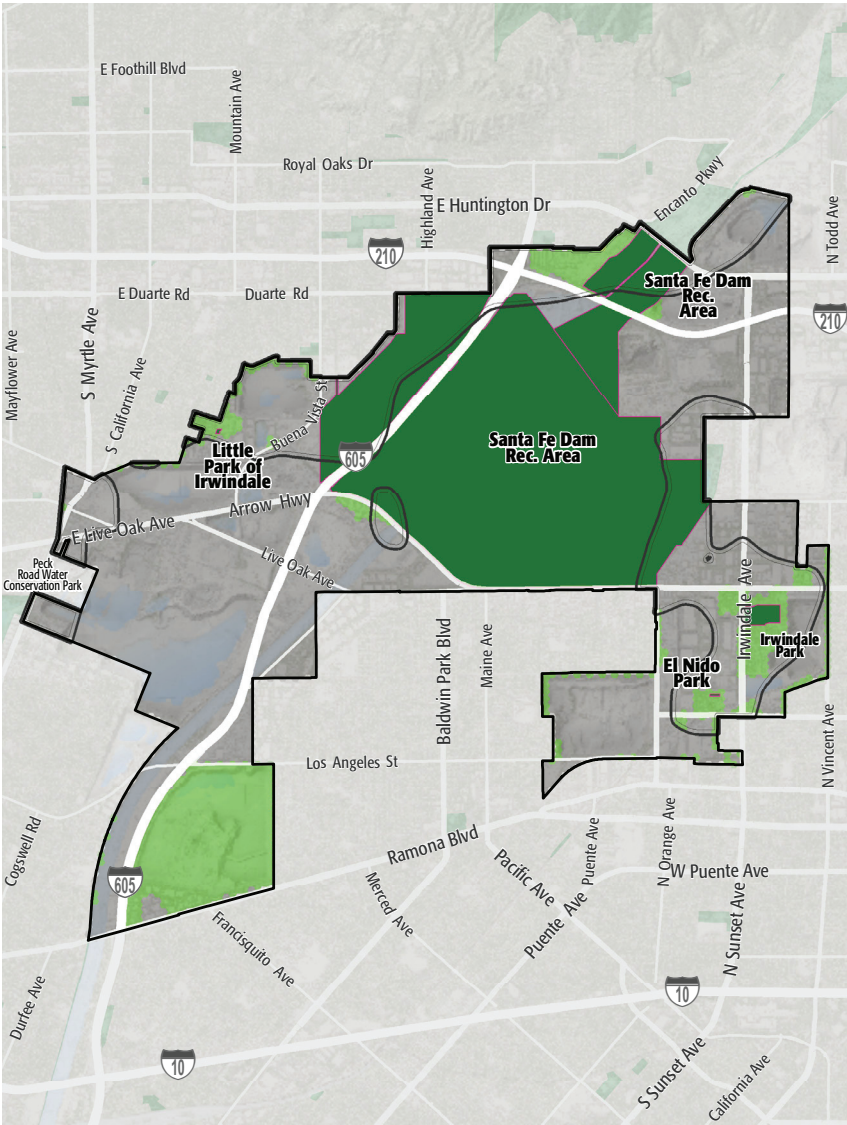 E Foothill Blvd
Mountain Ave
Royal Oaks Dr
Highland Ave
E Huntington Dr
Encanto Pkwy
N Todd Ave
210
E Duarte Rd
Duarte Rd
Santa Fe Dam
Rec.
Area
210
Mayflower Ave
S Myrtle Ave
S California Ave
Buena Vista St
Little
Park of
Irwindale
605
Santa Fe Dam
Rec. Area
E Live Oak Ave
Arrow Hwy
Live Oak Ave
Peck
Road Water
Conservation Park
Irwindale Ave
Irwindale
Park
El Nido
Park
Baldwin Park Blvd
Maine Ave
N Vincent Ave
Los Angeles St
Cogswell Rd
Ramona Blvd
Pacific Ave
Puente Ave
N Orange Ave
W Puente Ave
605
Merced Ave
Puente Ave
N Sunset Ave
Francisquito Ave
Durfee Ave
10
10
S Sunset Ave
California Ave